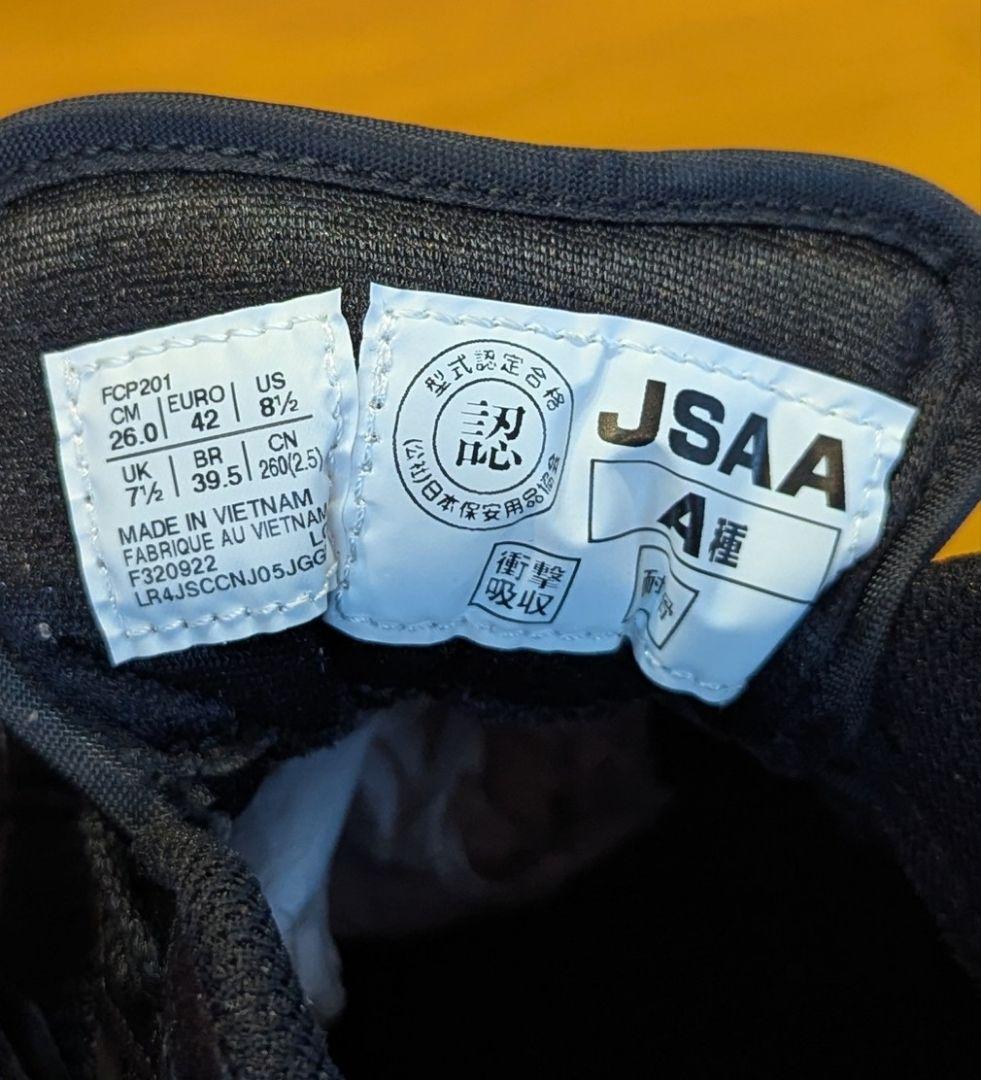 FCP201
CM 26.0 | EURO 42 | US 8½
UK 7½ | BR 39.5 | CN 260(2.5)
MADE IN VIETNAM
FABRIQUE AU VIETNAM
F320922
LR4JSCCNJ05JGG
型式認定合格
認
(公社)日本保安用品協会
衝撃
吸収
JSAA
A種